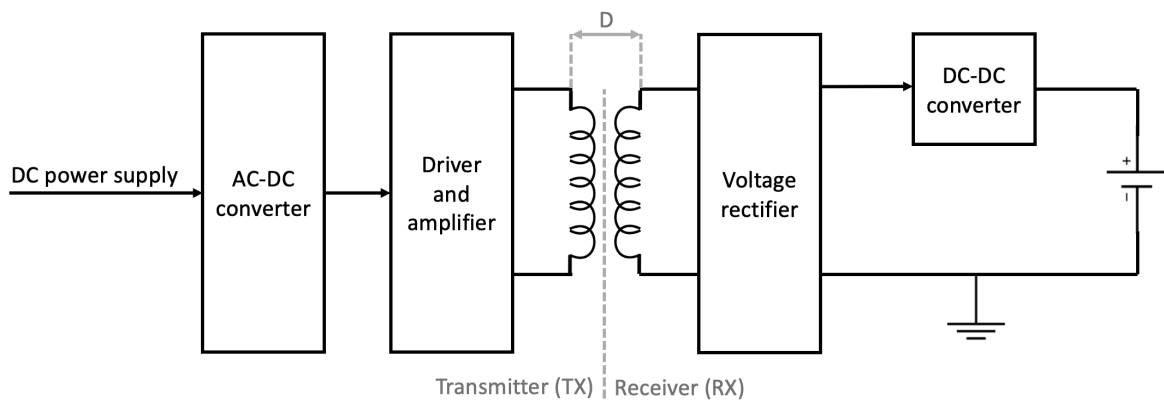 D
DC power supply
AC-DC
converter
Driver
and
amplifier
Voltage
rectifier
DC-DC
converter
+
–
Transmitter (TX)
Receiver (RX)